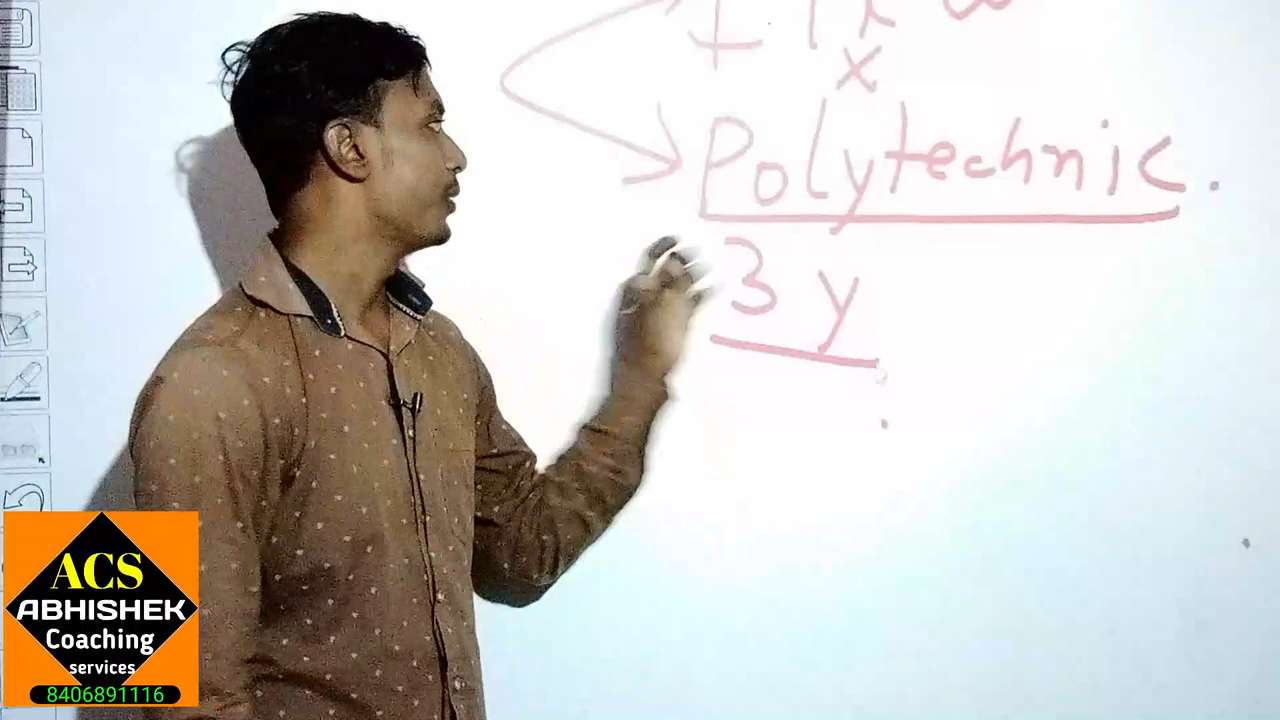 x
Polytechnic.
3 y
ACS
ABHISHEK
Coaching
services
8406891116